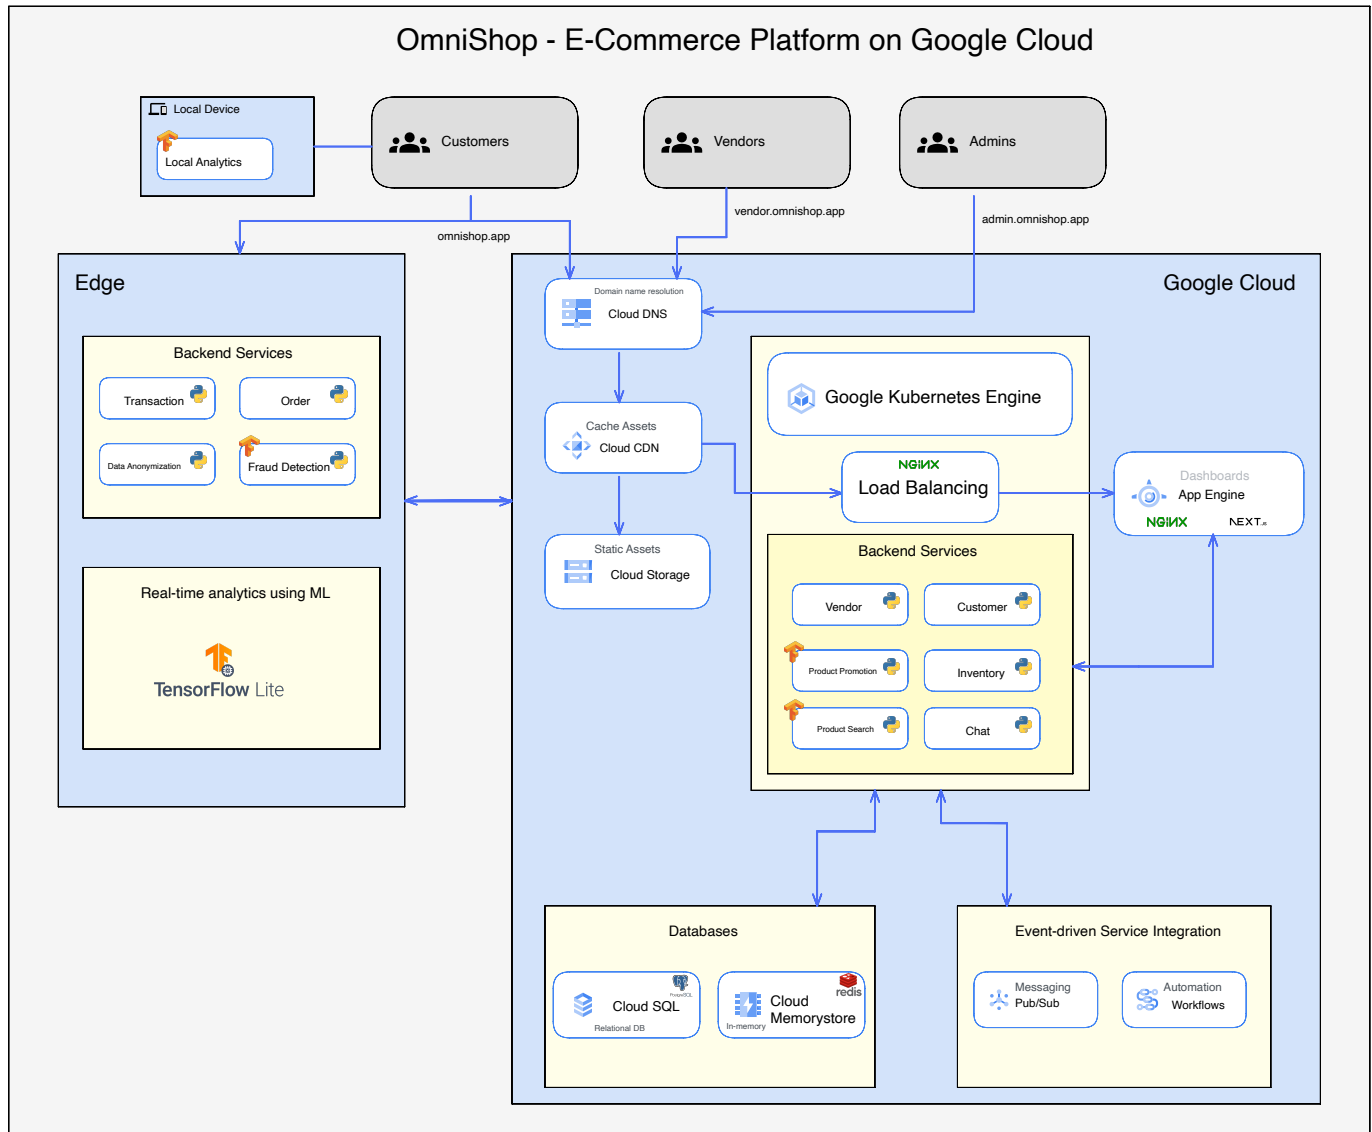 OmniShop - E-Commerce Platform on Google Cloud
Local Device
Local Analytics
Customers
Vendors
Admins
omnishop.app
vendor.omnishop.app
admin.omnishop.app
Edge
Backend Services
Transaction
Order
Data Anonymization
Fraud Detection
Real-time analytics using ML
TensorFlow Lite
Google Cloud
Domain name resolution
Cloud DNS
Cache Assets
Cloud CDN
Static Assets
Cloud Storage
Google Kubernetes Engine
NGINX
Load Balancing
Dashboards
App Engine
NGINX
NEXT.JS
Backend Services
Vendor
Customer
Product Promotion
Inventory
Product Search
Chat
Databases
PostgreSQL
Cloud SQL
Relational DB
redis
Cloud
Memorystore
In-memory
Event-driven Service Integration
Messaging
Pub/Sub
Automation
Workflows